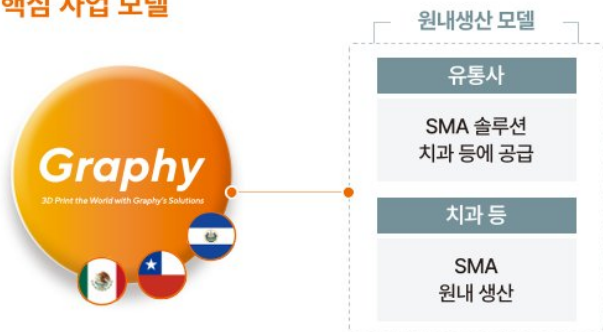 핵심 사업 모델
원내생산 모델
유통사
SMA 솔루션
치과 등에 공급
Graphy
3D Print the World with Graphy's Solutions
치과 등
SMA
원내 생산